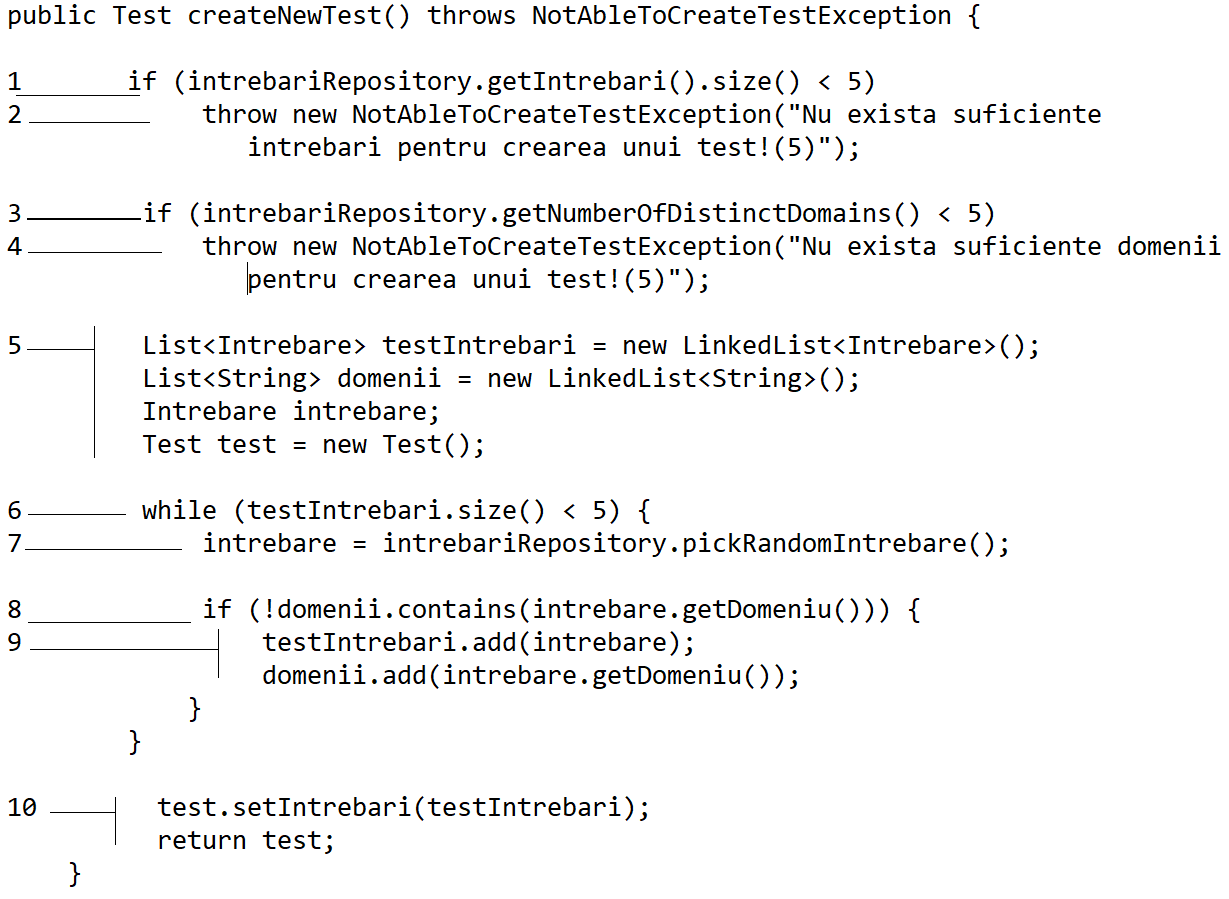 public Test createNewTest() throws NotAbleToCreateTestException {
1 if (intrebariRepository.getIntrebari().size() < 5)
2 throw new NotAbleToCreateTestException("Nu exista suficiente
intrebari pentru crearea unui test!(5)");
3 if (intrebariRepository.getNumberOfDistinctDomains() < 5)
4 throw new NotAbleToCreateTestException("Nu exista suficiente domenii
pentru crearea unui test!(5)");
5 List<Intrebare> testIntrebari = new LinkedList<Intrebare>();
List<String> domenii = new LinkedList<String>();
Intrebare intrebare;
Test test = new Test();
6 while (testIntrebari.size() < 5) {
7 intrebare = intrebariRepository.pickRandomIntrebare();
8 if (!domenii.contains(intrebare.getDomeniu())) {
9 testIntrebari.add(intrebare);
domenii.add(intrebare.getDomeniu());
}
}
10 test.setIntrebari(testIntrebari);
return test;
}